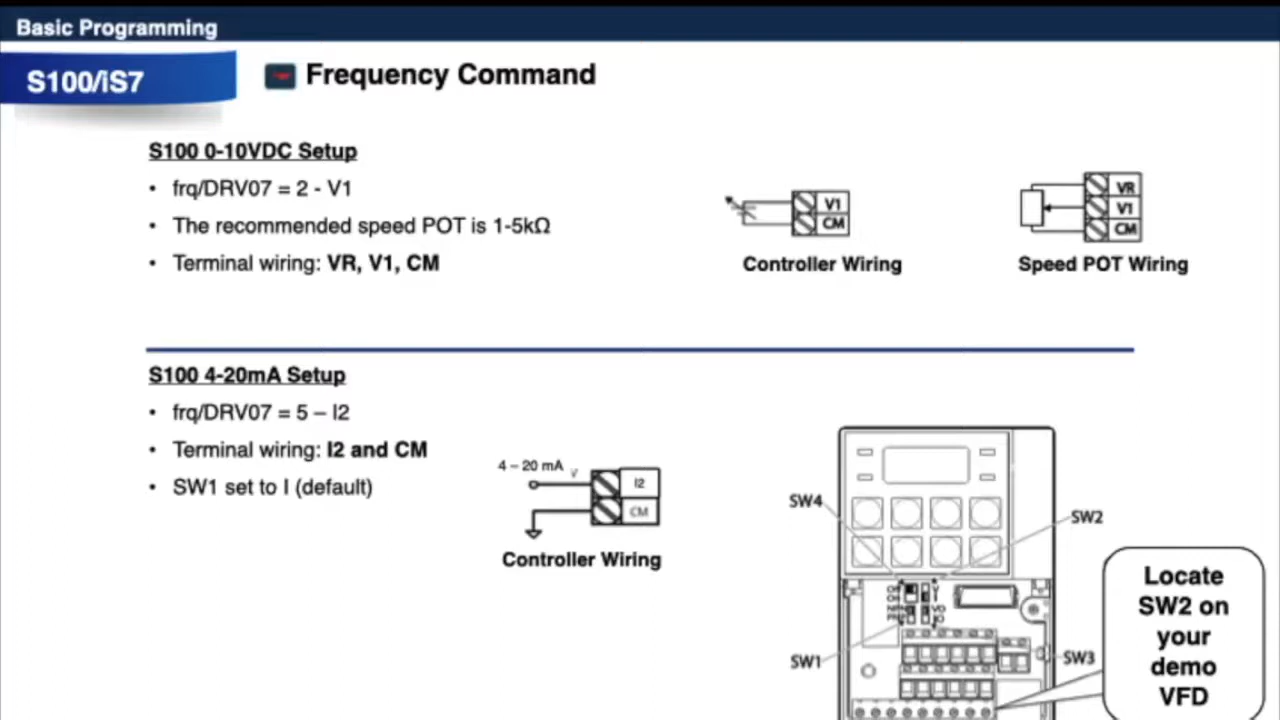 Basic Programming
S100/iS7
Frequency Command
S100 0-10VDC Setup
• frq/DRV07 = 2 - V1
• The recommended speed POT is 1-5kΩ
• Terminal wiring: VR, V1, CM
V1
CM
Controller Wiring
VR
V1
CM
Speed POT Wiring
S100 4-20mA Setup
• frq/DRV07 = 5 – I2
• Terminal wiring: I2 and CM
• SW1 set to I (default)
4 – 20 mA
I2
CM
Controller Wiring
SW4
SW2
SW1
SW3
Locate
SW2 on
your
demo
VFD